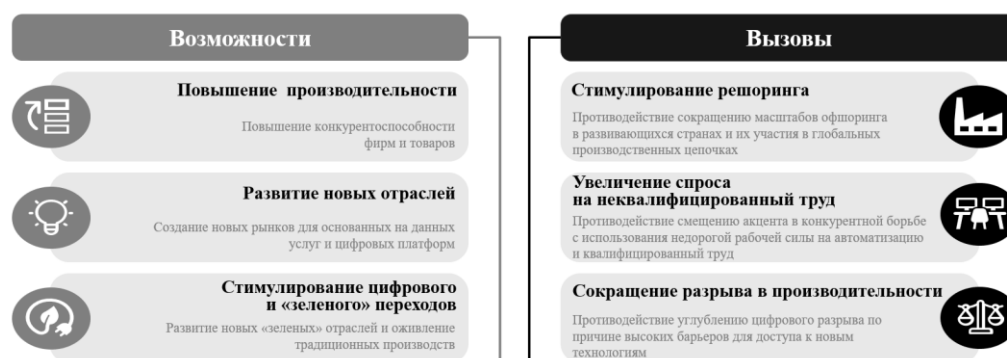 Возможности
Повышение производительности
Повышение конкурентоспособности
фирм и товаров
Развитие новых отраслей
Создание новых рынков для основанных на данных
услуг и цифровых платформ
Стимулирование цифрового
и «зеленого» переходов
Развитие новых «зеленых» отраслей и оживление
традиционных производств
Вызовы
Стимулирование решоринга
Противодействие сокращению масштабов офшоринга
в развивающихся странах и их участия в глобальных
производственных цепочках
Увеличение спроса
на неквалифицированный труд
Противодействие смещению акцента в конкурентной борьбе
с использования недорогой рабочей силы на автоматизацию
и квалифицированный труд
Сокращение разрыва в производительности
Противодействие углублению цифрового разрыва по
причине высоких барьеров для доступа к новым
технологиям